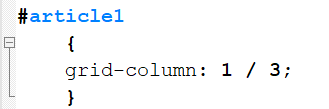 #article1
{
grid-column: 1 / 3;
}